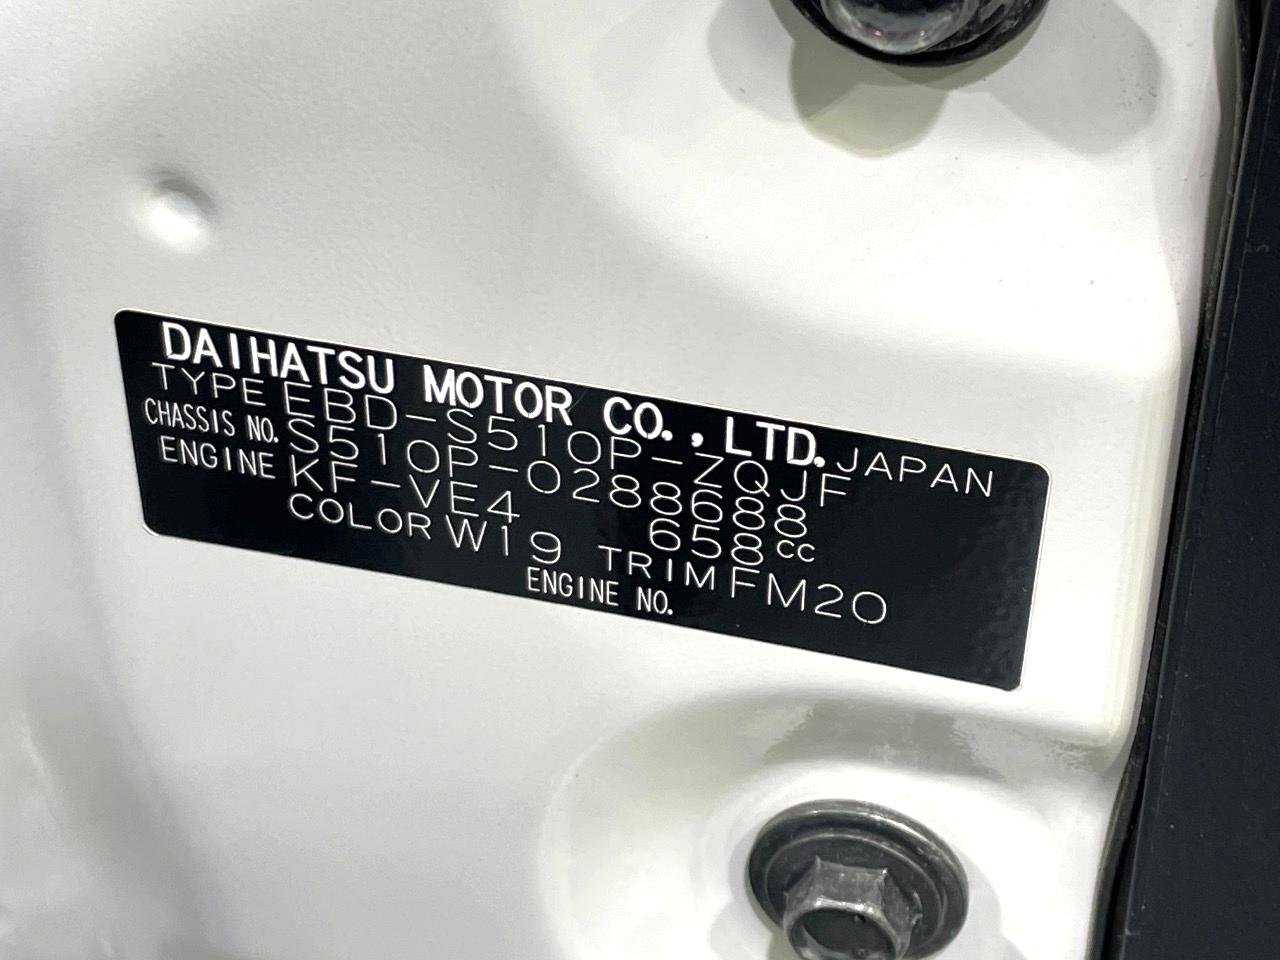 DAIHATSU MOTOR CO., LTD. JAPAN
TYPE EBD-S510P-ZQJF
CHASSIS NO. S510P-0288688
ENGINE KF-VE4 658cc
COLOR W19 TRIM FM20
ENGINE NO.